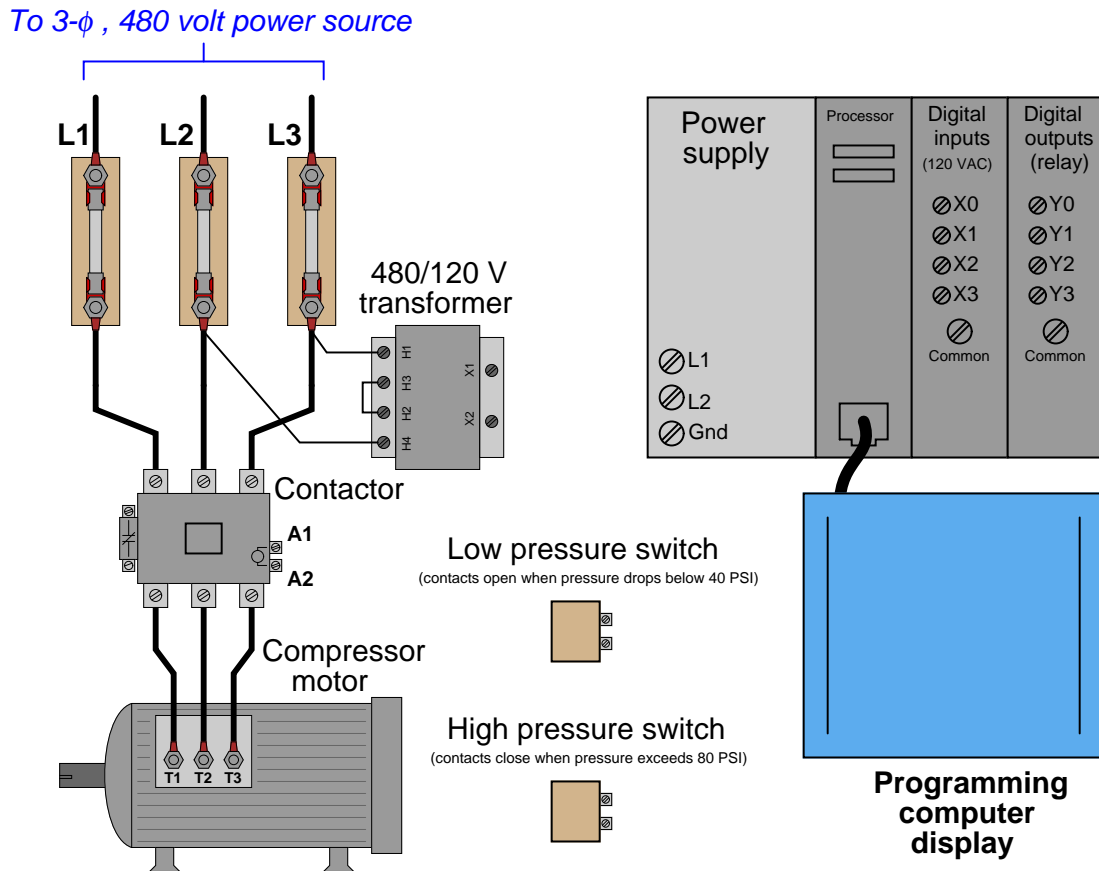 To 3-ϕ , 480 volt power source
L1
L2
L3
480/120 V
transformer
H1
H3
H2
H4
X1
X2
Contactor
A1
A2
Compressor
motor
T1
T2
T3
Low pressure switch
(contacts open when pressure drops below 40 PSI)
High pressure switch
(contacts close when pressure exceeds 80 PSI)
Power
supply
L1
L2
Gnd
Processor
Digital
inputs
(120 VAC)
X0
X1
X2
X3
Common
Digital
outputs
(relay)
Y0
Y1
Y2
Y3
Common
Programming
computer
display